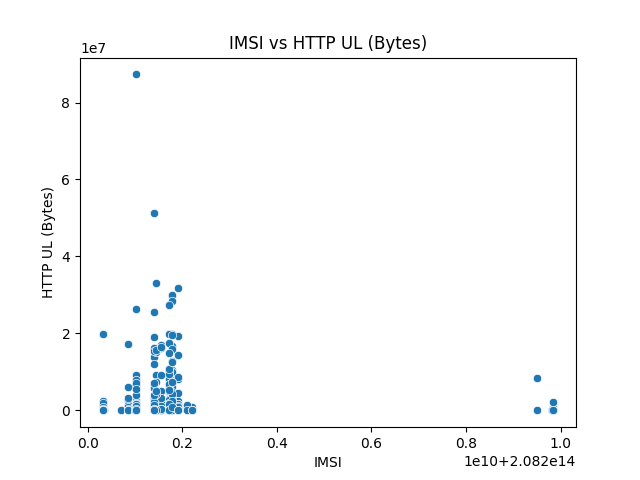 IMSI vs HTTP UL (Bytes)
1e7
8
6
4
2
0
HTTP UL (Bytes)
0.0 0.2 0.4 0.6 0.8 1.0
IMSI
1e10+2.082e14